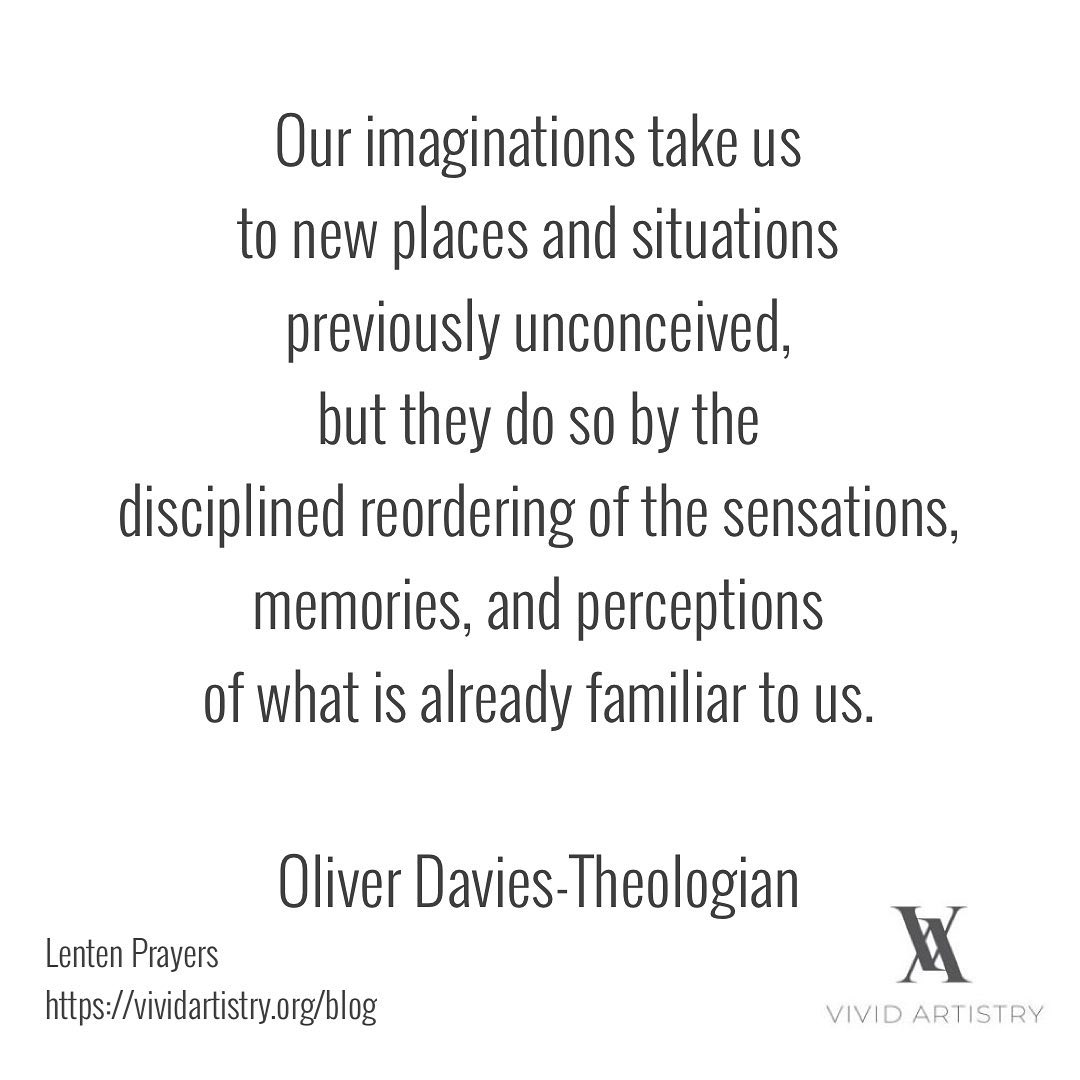 Our imaginations take us
to new places and situations
previously unconceived,
but they do so by the
disciplined reordering of the sensations,
memories, and perceptions
of what is already familiar to us.
Oliver Davies-Theologian
Lenten Prayers
https://vividartistry.org/blog
VA
VIVID ARTISTRY